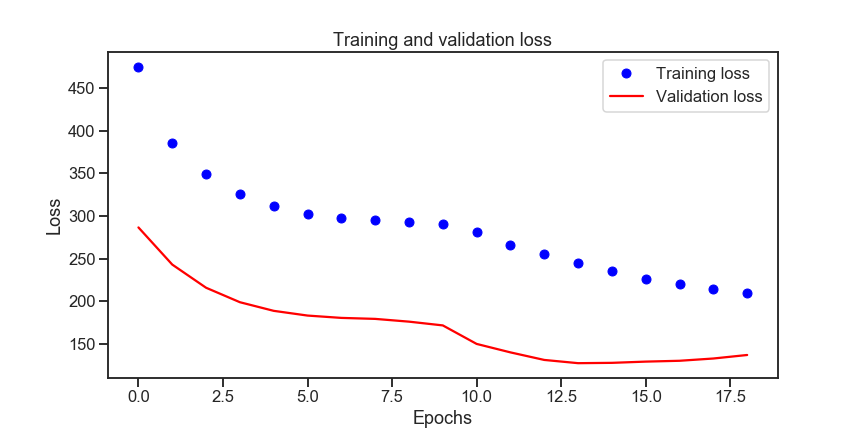 Training and validation loss
Training loss
Validation loss
Loss
450
400
350
300
250
200
150
0.0 2.5 5.0 7.5 10.0 12.5 15.0 17.5
Epochs